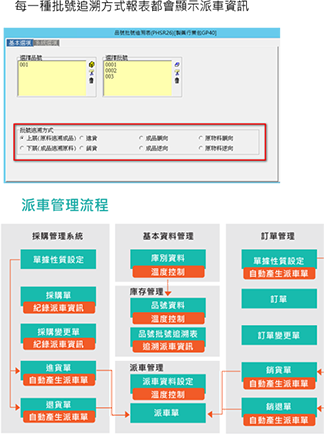 每一種批號追溯方式報表都會顯示派車資訊
品號批號追溯表(PHSR26)[製藥行業包GP40]
基本選項
選擇品號
001
選擇批號
0001
0002
003
批號追溯方式
上展(原料追溯成品)
進貨
成品順向
原物料順向
下展(成品追溯原料)
銷貨
成品逆向
原物料逆向
派車管理流程
採購管理系統
單據性質設定
採購單
紀錄派車資訊
採購變更單
紀錄派車資訊
進貨單
自動產生派車單
退貨單
自動產生派車單
基本資料管理
庫別資料
溫度控制
庫存管理
品號資料
溫度控制
品號批號追溯表
追溯派車資訊
派車管理
派車資料設定
溫度控制
派車單
訂單管理
單據性質設定
自動產生派車單
訂單
訂單變更單
銷貨單
自動產生派車單
銷退單
自動產生派車單